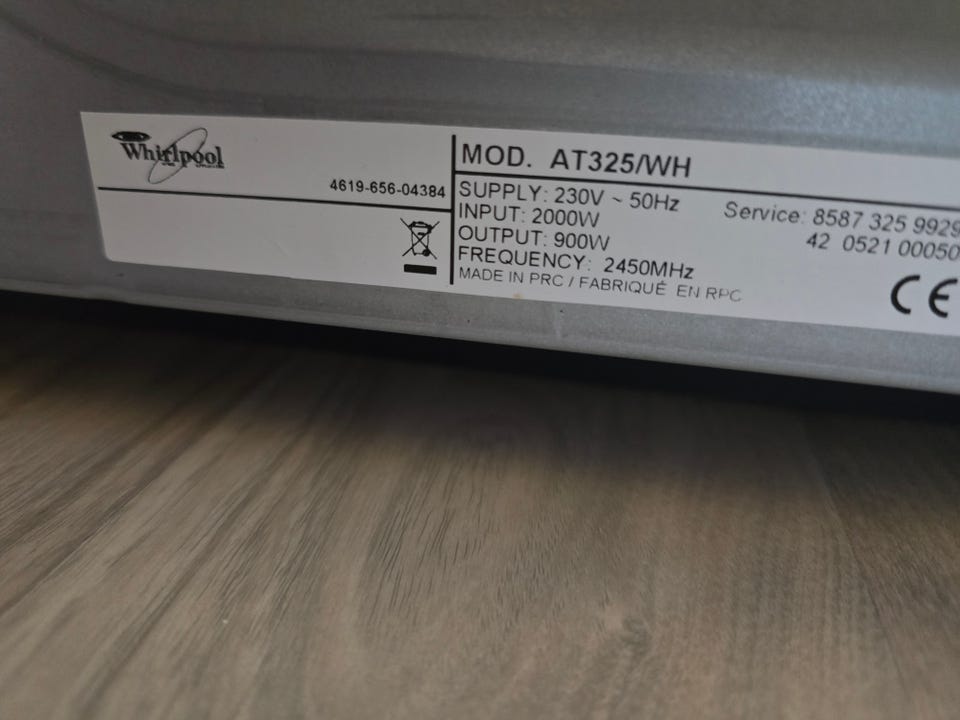 Whirlpool
4619-656-04384
MOD. AT325/WH
SUPPLY: 230V ~ 50Hz
INPUT: 2000W
OUTPUT: 900W
FREQUENCY: 2450MHz
MADE IN PRC / FABRIQUÉ EN RPC
Service: 8587 325 9929
42 0521 00050
CE